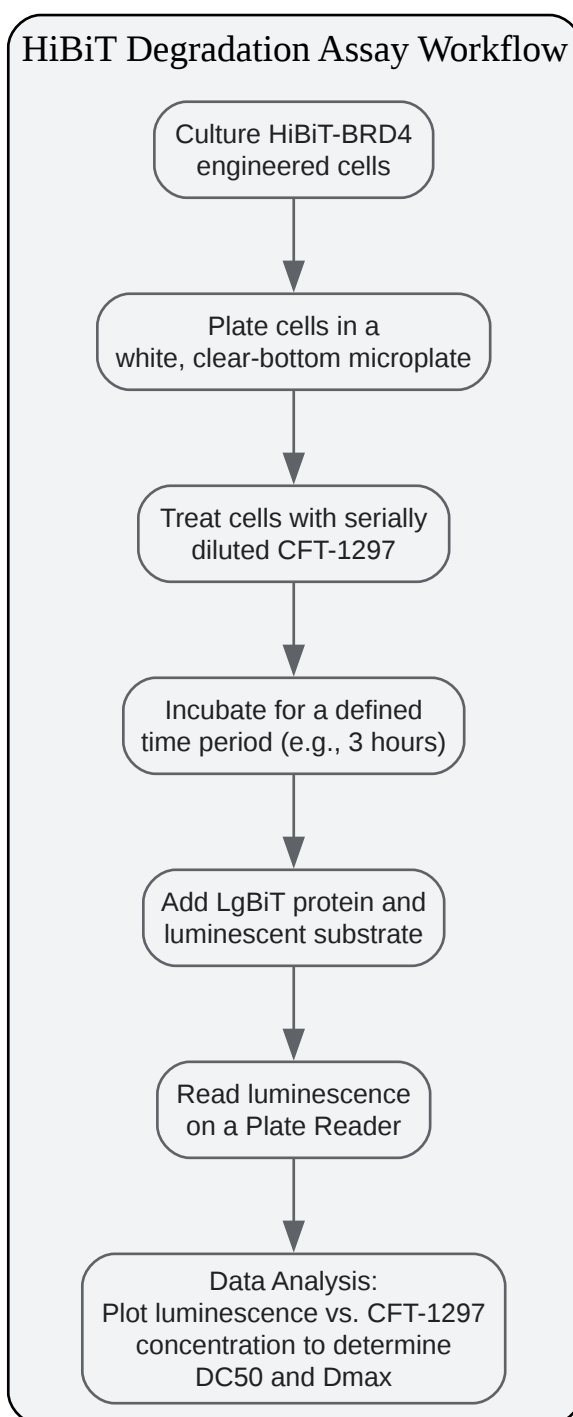 HiBiT Degradation Assay Workflow
Culture HiBiT-BRD4
engineered cells
Plate cells in a
white, clear-bottom microplate
Treat cells with serially
diluted CFT-1297
Incubate for a defined
time period (e.g., 3 hours)
Add LgBiT protein and
luminescent substrate
Read luminescence
on a Plate Reader
Data Analysis:
Plot luminescence vs. CFT-1297
concentration to determine
DC50 and Dmax